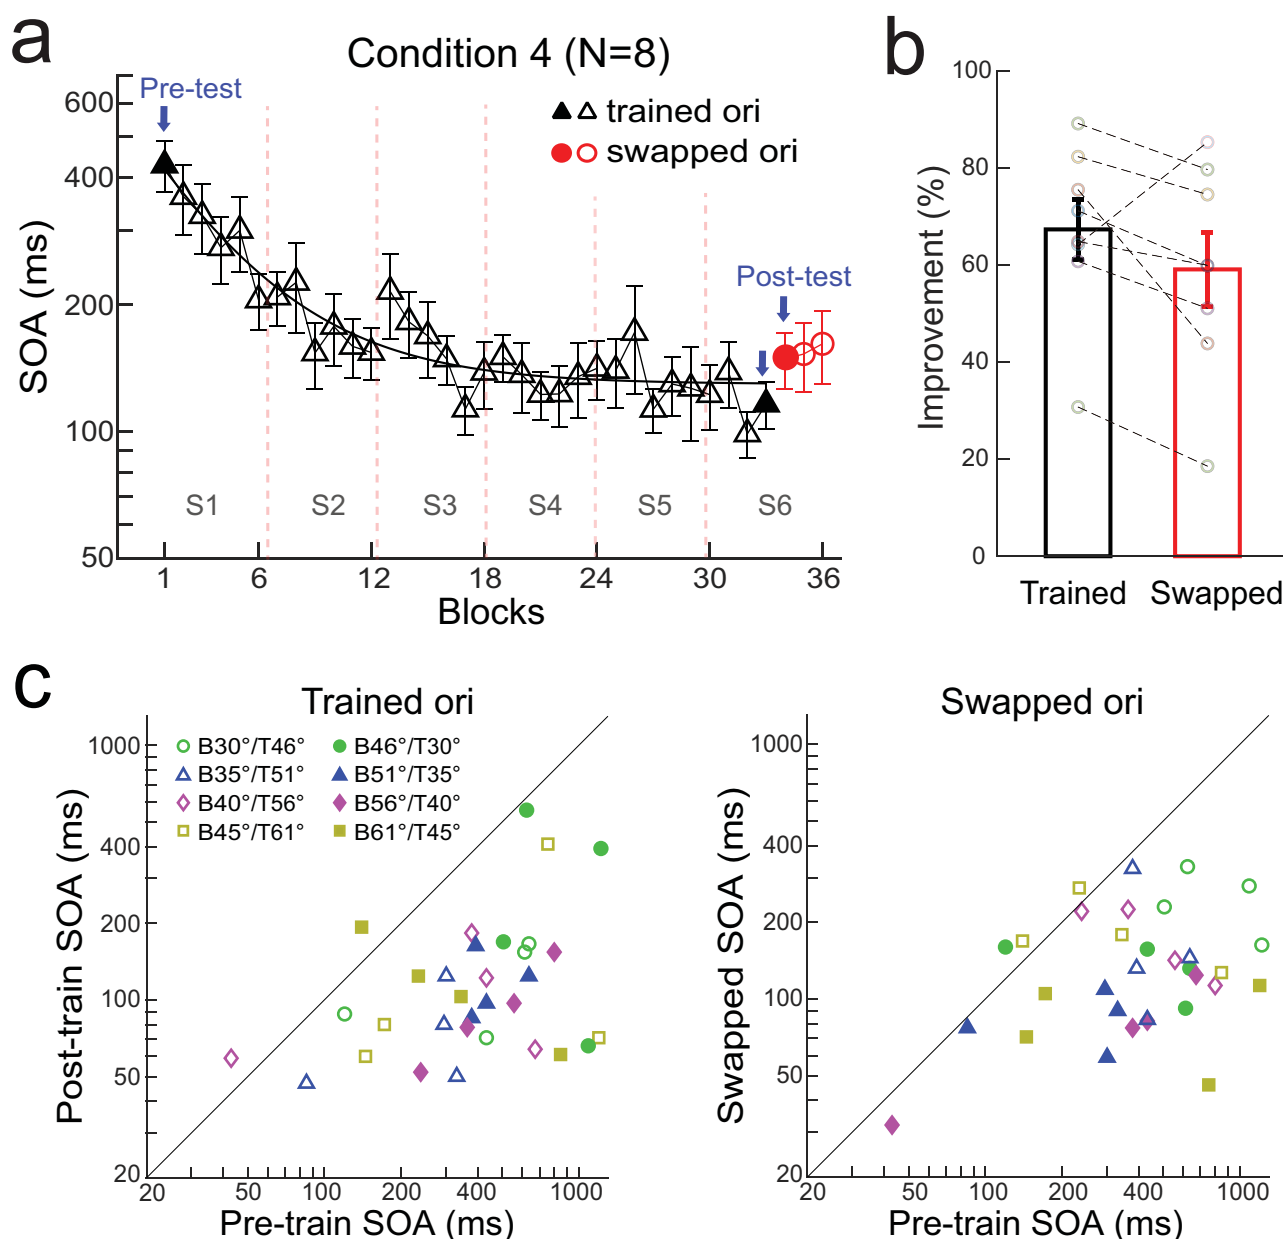 a
Condition 4 (N=8)
Pre-test
trained ori
swapped ori
Post-test
SOA (ms)
600
400
200
100
50
S1 S2 S3 S4 S5 S6
1 6 12 18 24 30 36
Blocks
b
Improvement (%)
100
80
60
40
20
0
Trained Swapped
c
Trained ori
B30°/T46° B46°/T30°
B35°/T51° B51°/T35°
B40°/T56° B56°/T40°
B45°/T61° B61°/T45°
Post-train SOA (ms)
1000
400
200
100
50
20
20 50 100 200 400 1000
Pre-train SOA (ms)
Swapped ori
Swapped SOA (ms)
1000
400
200
100
50
20
20 50 100 200 400 1000
Pre-train SOA (ms)